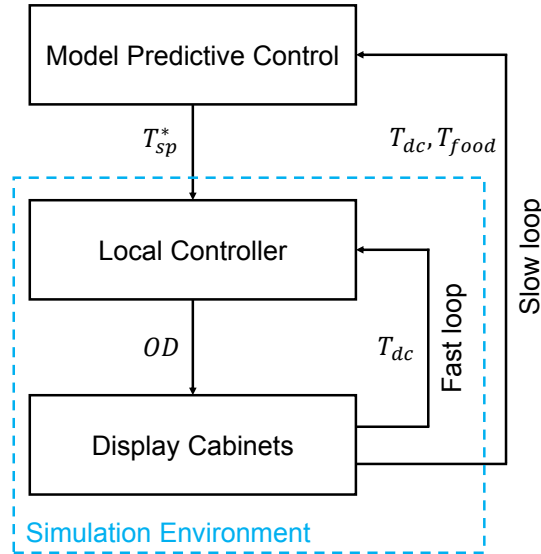 Model Predictive Control
T*sp
Tdc, Tfood
Local Controller
Slow loop
OD
Tdc
Fast loop
Display Cabinets
Simulation Environment